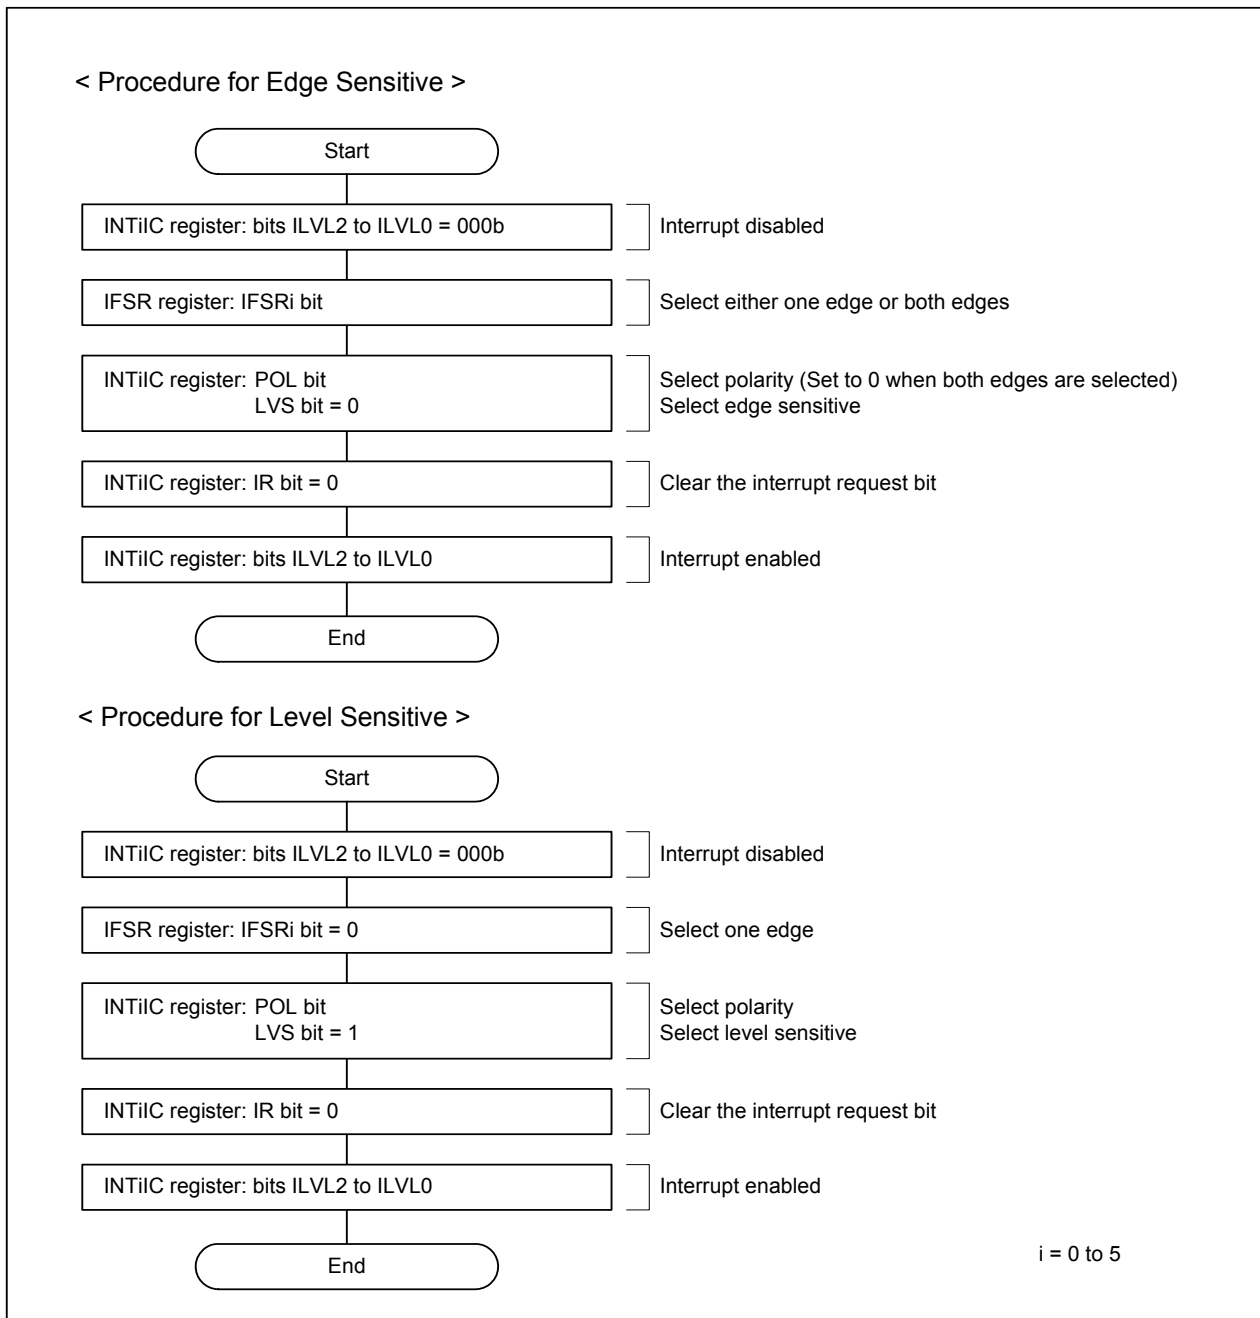 < Procedure for Edge Sensitive >
Start
INTiIC register: bits ILVL2 to ILVL0 = 000b
Interrupt disabled
IFSR register: IFSRi bit
Select either one edge or both edges
INTiIC register: POL bit
LVS bit = 0
Select polarity (Set to 0 when both edges are selected)
Select edge sensitive
INTiIC register: IR bit = 0
Clear the interrupt request bit
INTiIC register: bits ILVL2 to ILVL0
Interrupt enabled
End
< Procedure for Level Sensitive >
Start
INTiIC register: bits ILVL2 to ILVL0 = 000b
Interrupt disabled
IFSR register: IFSRi bit = 0
Select one edge
INTiIC register: POL bit
LVS bit = 1
Select polarity
Select level sensitive
INTiIC register: IR bit = 0
Clear the interrupt request bit
INTiIC register: bits ILVL2 to ILVL0
Interrupt enabled
End
i = 0 to 5